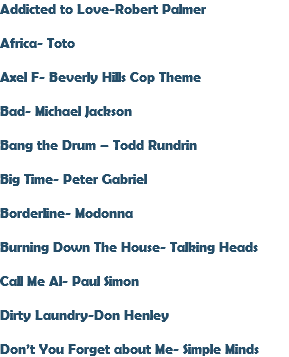 Addicted to Love-Robert Palmer
Africa- Toto
Axel F- Beverly Hills Cop Theme
Bad- Michael Jackson
Bang the Drum – Todd Rundrin
Big Time- Peter Gabriel
Borderline- Modonna
Burning Down The House- Talking Heads
Call Me Al- Paul Simon
Dirty Laundry-Don Henley
Don't You Forget about Me- Simple Minds